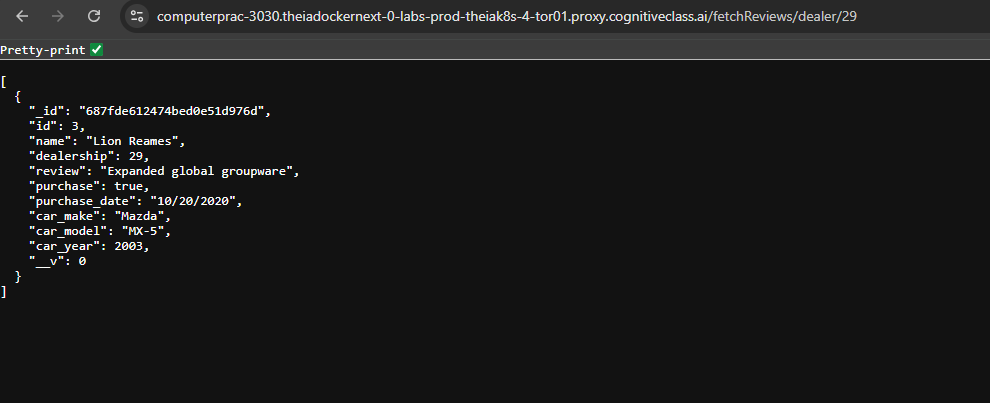 computerprac-3030.theiadockernext-0-labs-prod-theiak8s-4-tor01.proxy.cognitiveclass.ai/fetchReviews/dealer/29
Pretty-print
[
  {
    "_id": "687fde612474bed0e51d976d",
    "id": 3,
    "name": "Lion Reames",
    "dealership": 29,
    "review": "Expanded global groupware",
    "purchase": true,
    "purchase_date": "10/20/2020",
    "car_make": "Mazda",
    "car_model": "MX-5",
    "car_year": 2003,
    "__v": 0
  }
]